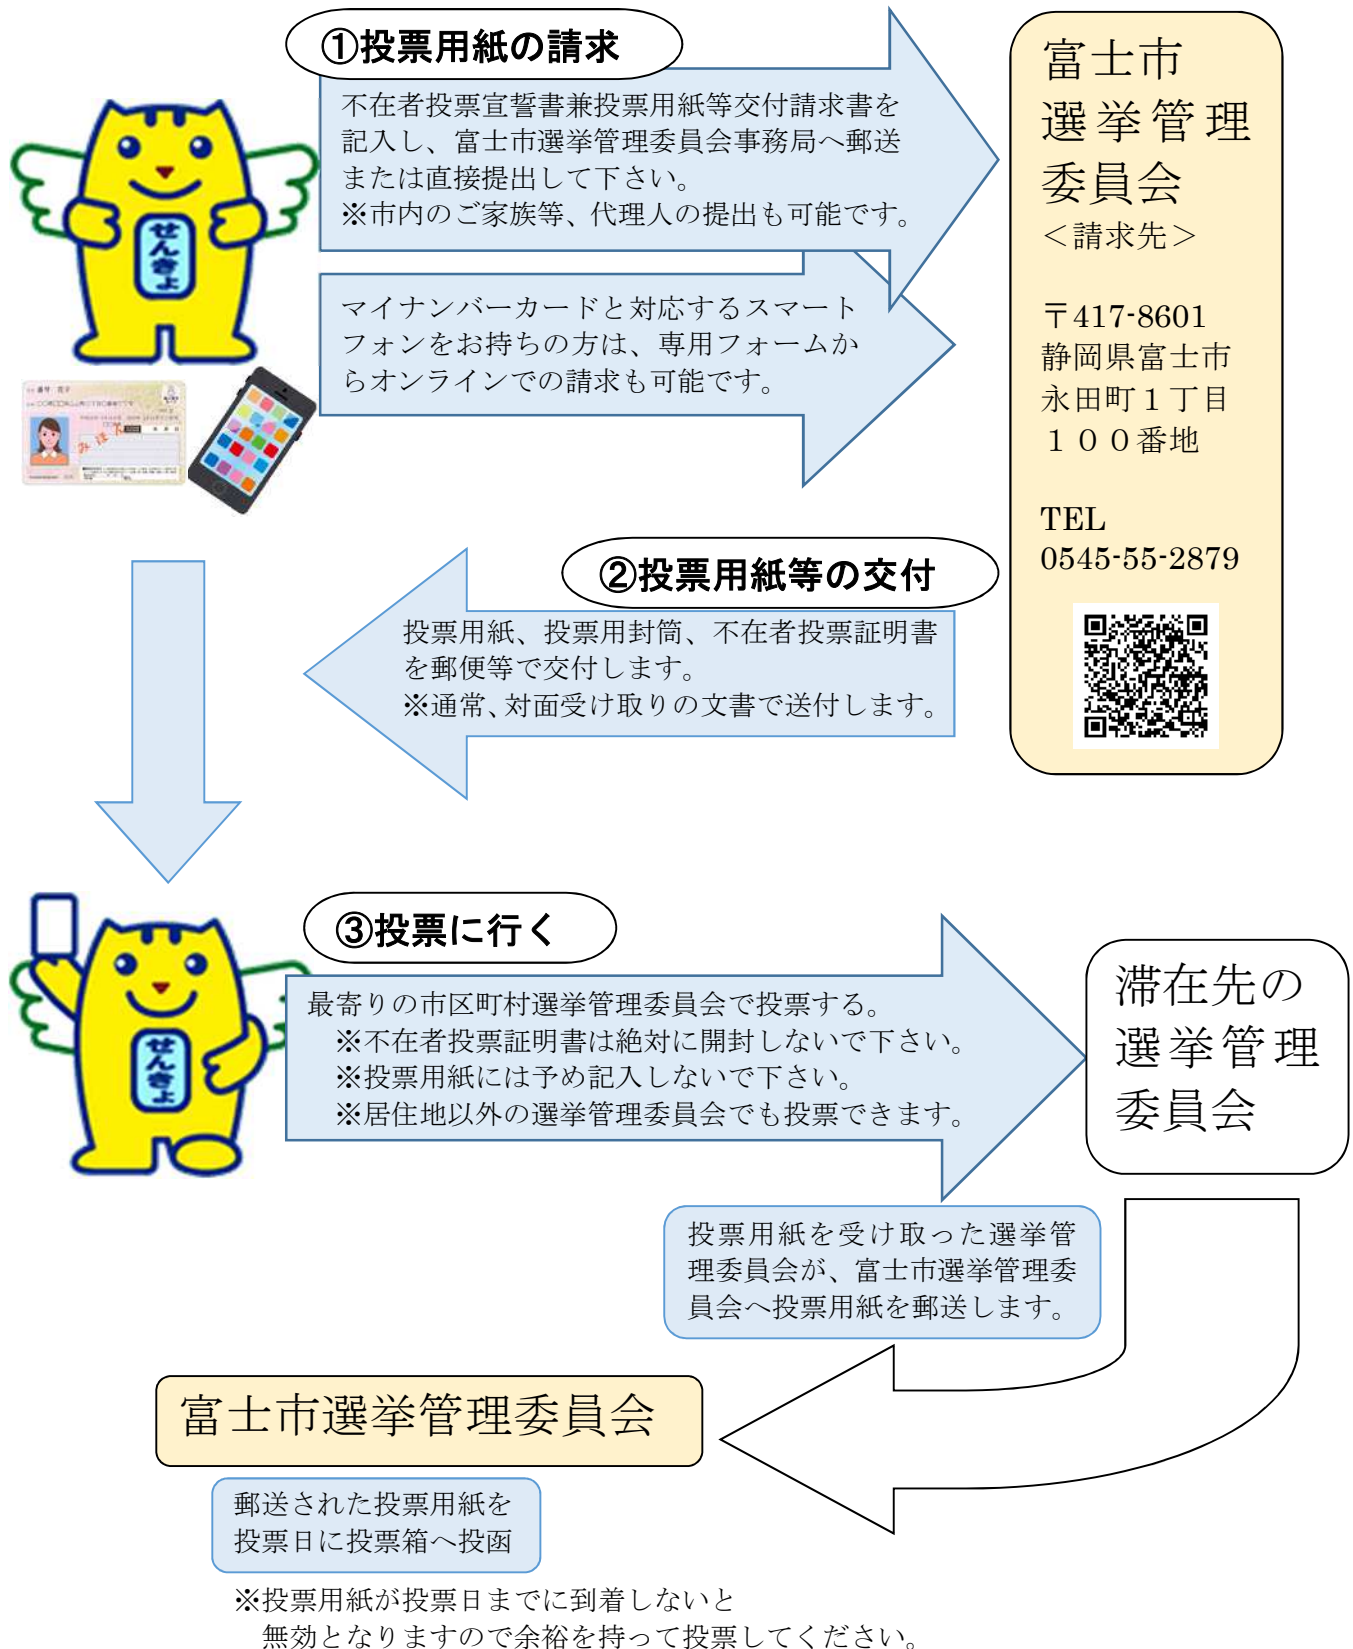 ①投票用紙の請求
不在者投票宣誓書兼投票用紙等交付請求書を
記入し、富士市選挙管理委員会事務局へ郵送
または直接提出して下さい。
※市内のご家族等、代理人の提出も可能です。
せんきょ
マイナンバーカードと対応するスマート
フォンをお持ちの方は、専用フォームか
らオンラインでの請求も可能です。
富士市
選挙管理
委員会
＜請求先＞
〒417-8601
静岡県富士市
永田町１丁目
１００番地
TEL
0545-55-2879
②投票用紙等の交付
投票用紙、投票用封筒、不在者投票証明書
を郵便等で交付します。
※通常、対面受け取りの文書で送付します。
③投票に行く
せんきょ
最寄りの市区町村選挙管理委員会で投票する。
※不在者投票証明書は絶対に開封しないで下さい。
※投票用紙には予め記入しないで下さい。
※居住地以外の選挙管理委員会でも投票できます。
滞在先の
選挙管理
委員会
投票用紙を受け取った選挙管
理委員会が、富士市選挙管理委
員会へ投票用紙を郵送します。
富士市選挙管理委員会
郵送された投票用紙を
投票日に投票箱へ投函
※投票用紙が投票日までに到着しないと
無効となりますので余裕を持って投票してください。